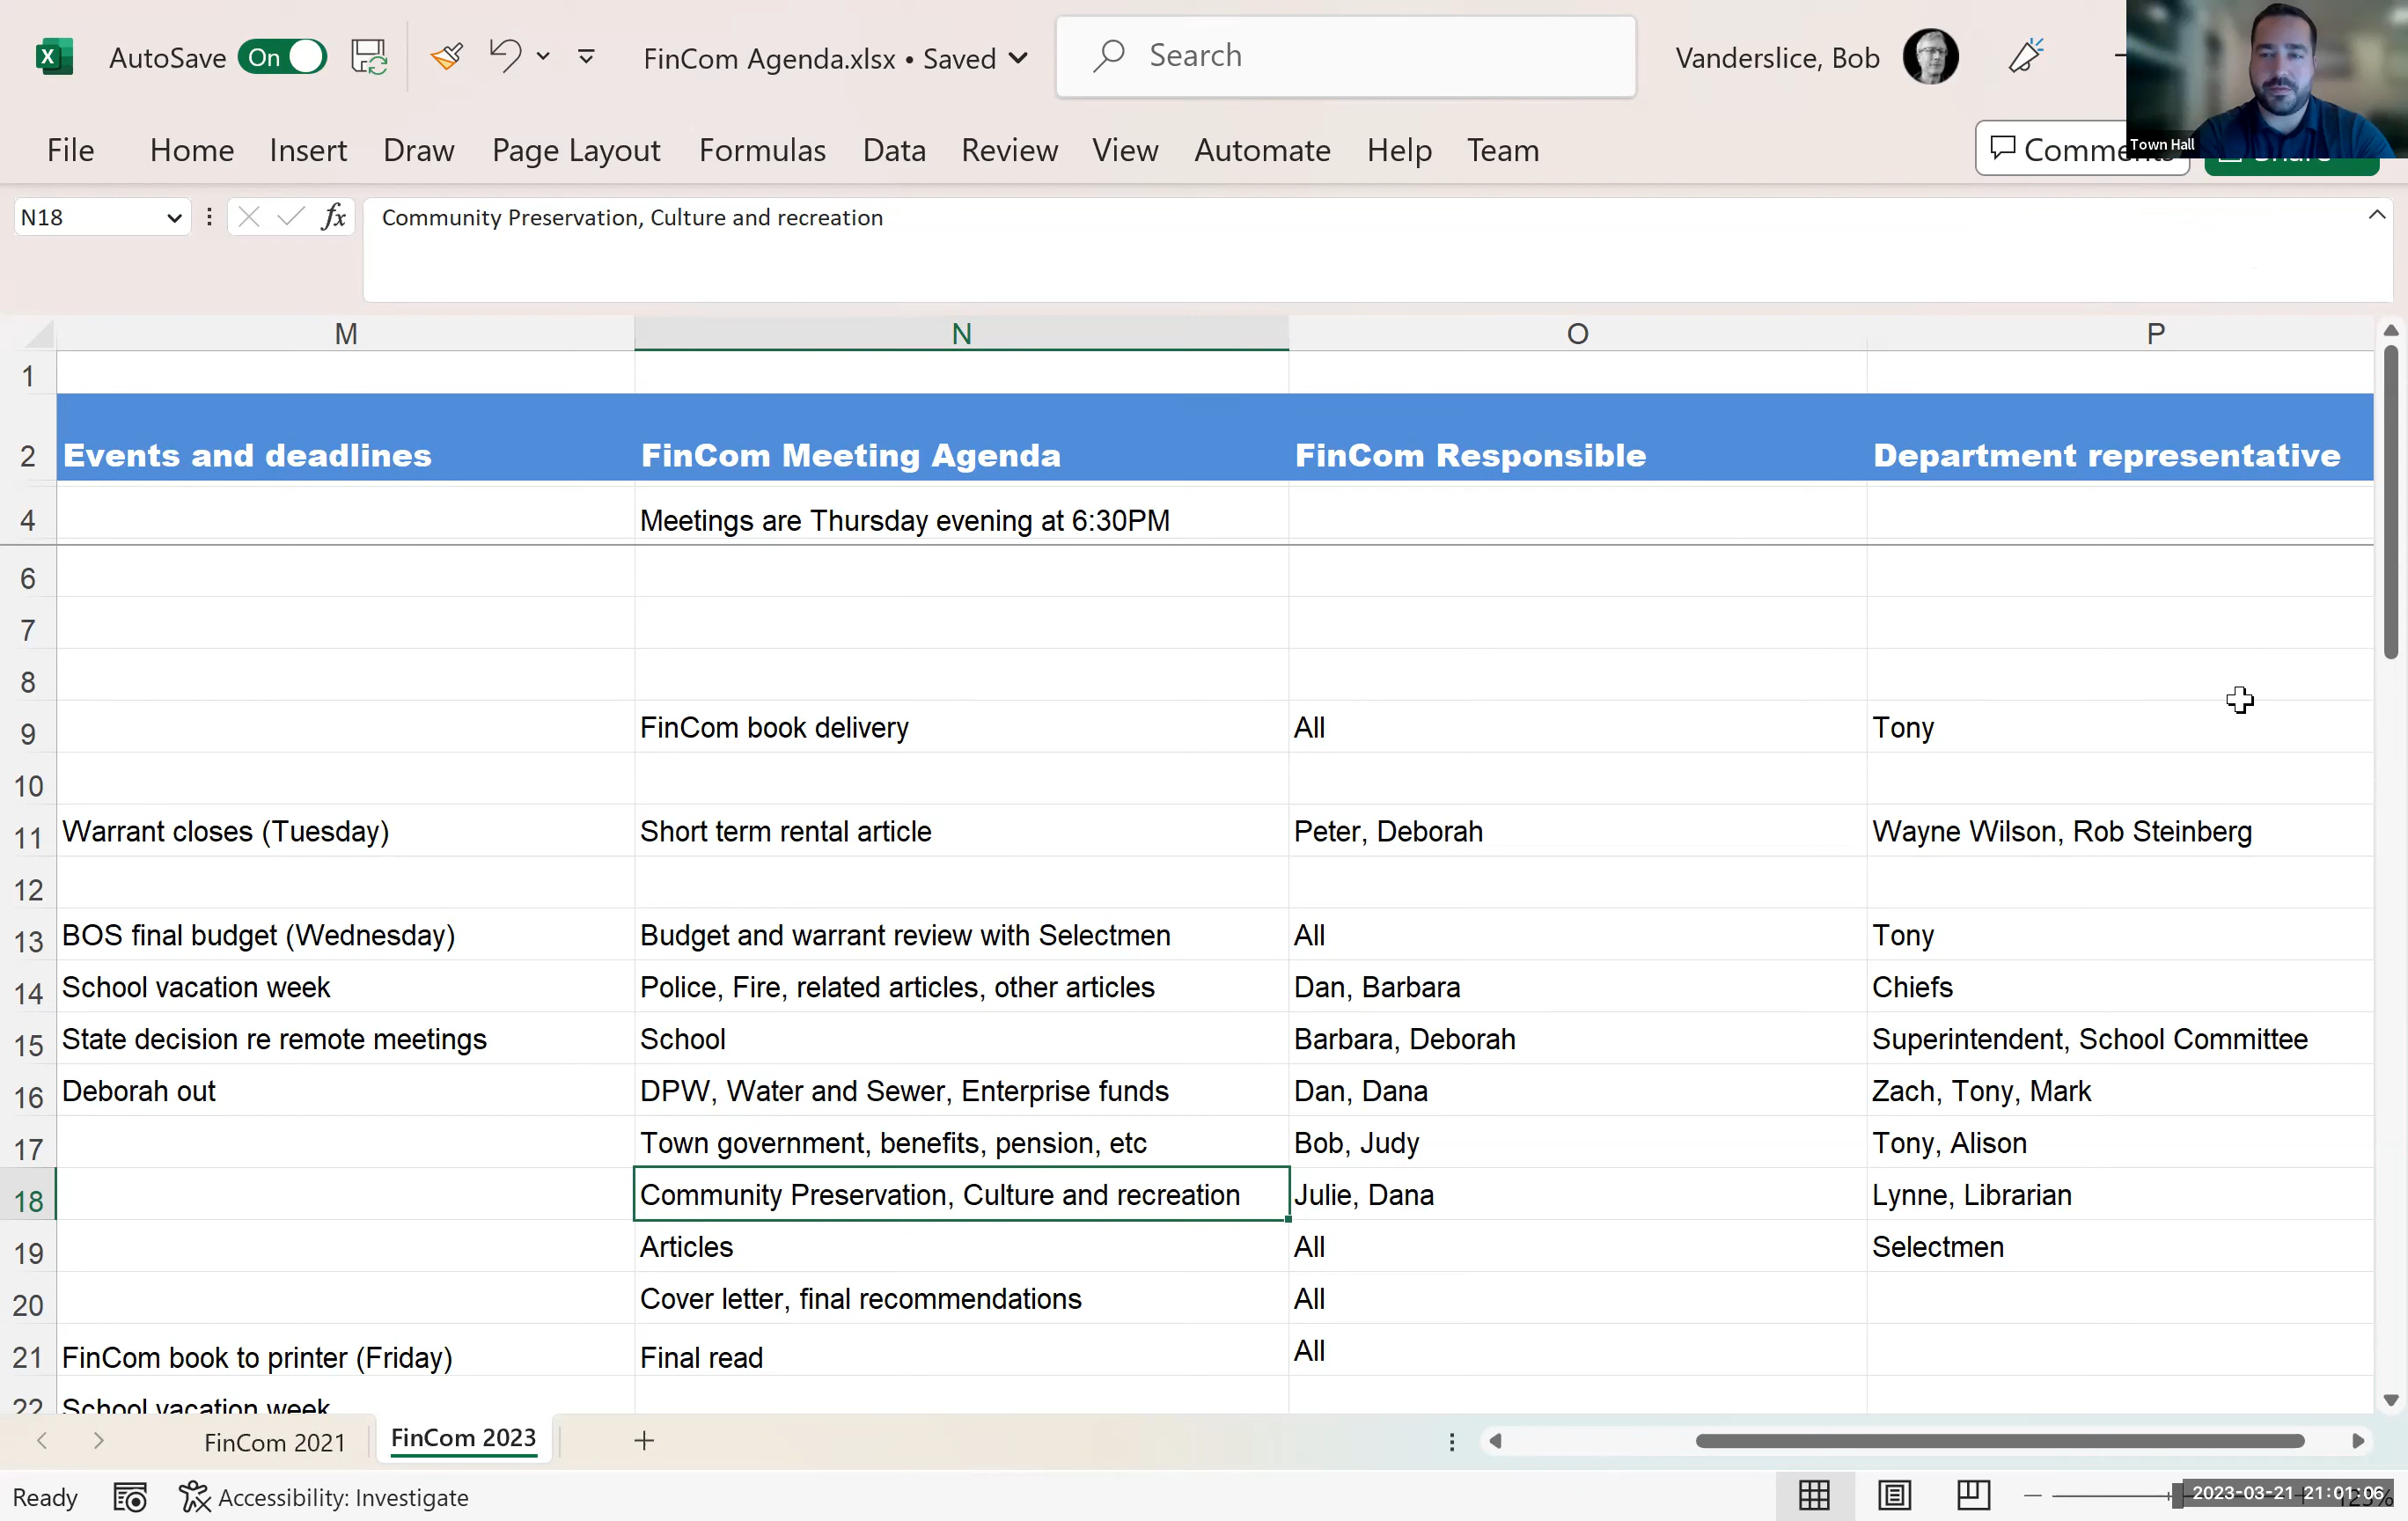 AutoSave On FinCom Agenda.xlsx • Saved Search Vanderslice, Bob
File Home Insert Draw Page Layout Formulas Data Review View Automate Help Team
Town Hall
N18 fx Community Preservation, Culture and recreation
M N O P
1
2 Events and deadlines FinCom Meeting Agenda FinCom Responsible Department representative
4 Meetings are Thursday evening at 6:30PM
6
7
8
9 FinCom book delivery All Tony
10
11 Warrant closes (Tuesday) Short term rental article Peter, Deborah Wayne Wilson, Rob Steinberg
12
13 BOS final budget (Wednesday) Budget and warrant review with Selectmen All Tony
14 School vacation week Police, Fire, related articles, other articles Dan, Barbara Chiefs
15 State decision re remote meetings School Barbara, Deborah Superintendent, School Committee
16 Deborah out DPW, Water and Sewer, Enterprise funds Dan, Dana Zach, Tony, Mark
17 Town government, benefits, pension, etc Bob, Judy Tony, Alison
18 Community Preservation, Culture and recreation Julie, Dana Lynne, Librarian
19 Articles All Selectmen
20 Cover letter, final recommendations All
21 FinCom book to printer (Friday) Final read All
22 School vacation week
FinCom 2021 FinCom 2023
Ready Accessibility: Investigate 2023-03-21 21:01:06